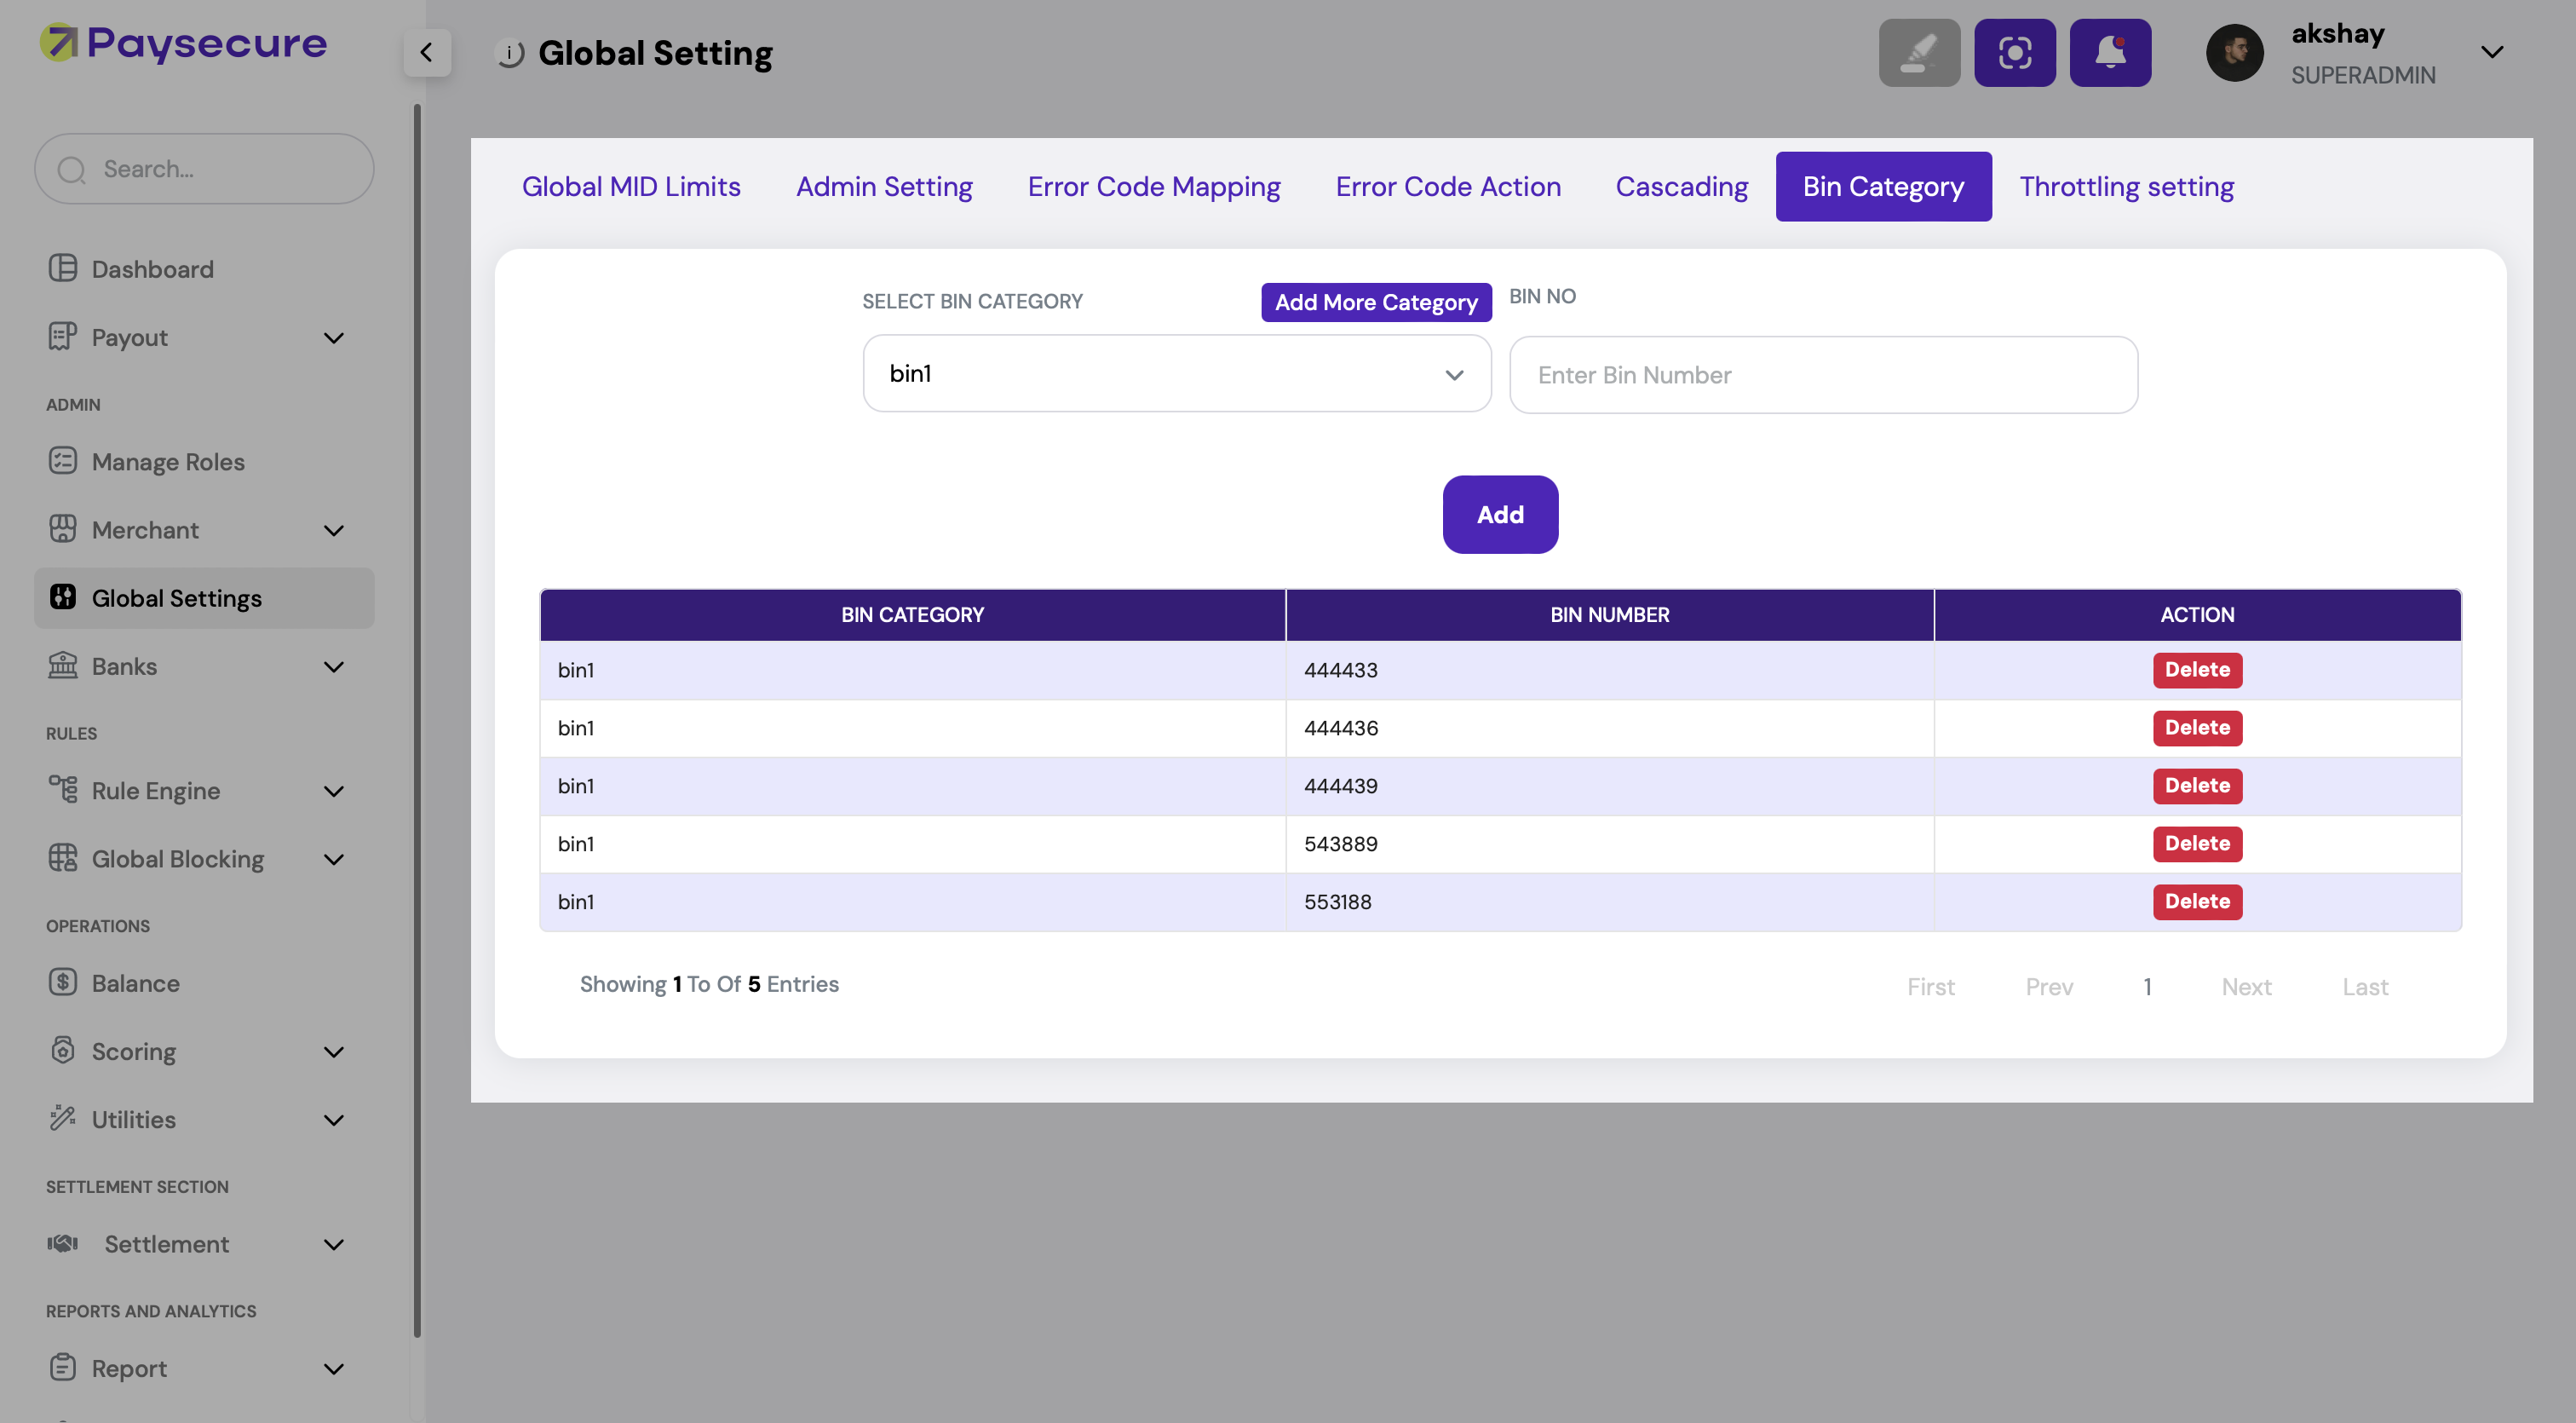 Paysecure
Search...
Dashboard
Payout
ADMIN
Manage Roles
Merchant
Global Settings
Banks
RULES
Rule Engine
Global Blocking
OPERATIONS
Balance
Scoring
Utilities
SETTLEMENT SECTION
Settlement
REPORTS AND ANALYTICS
Report
i Global Setting
akshay
SUPERADMIN
Global MID Limits Admin Setting Error Code Mapping Error Code Action Cascading Bin Category Throttling setting
SELECT BIN CATEGORY Add More Category BIN NO
bin1 Enter Bin Number
Add
BIN CATEGORY BIN NUMBER ACTION
bin1 444433 Delete
bin1 444436 Delete
bin1 444439 Delete
bin1 543889 Delete
bin1 553188 Delete
Showing 1 To Of 5 Entries First Prev 1 Next Last